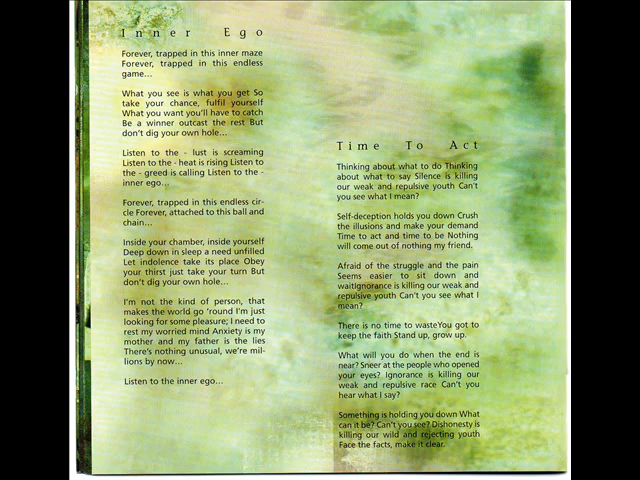 Inner Ego
Forever, trapped in this inner maze
Forever, trapped in this endless
game...
What you see is what you get So
take your chance, fulfil yourself
What you want you'll have to catch
Be a winner outcast the rest But
don't dig your own hole...
Listen to the - lust is screaming
Listen to the - heat is rising Listen to
the - greed is calling Listen to the -
inner ego...
Forever, trapped in this endless cir-
cle Forever, attached to this ball and
chain...
Inside your chamber, inside yourself
Deep down in sleep a need unfilled
Let indolence take its place Obey
your thirst just take your turn But
don't dig your own hole...
I'm not the kind of person, that
makes the world go 'round I'm just
looking for some pleasure; I need to
rest my worried mind Anxiety is my
mother and my father is the lies
There's nothing unusual, we're mil-
lions by now...
Listen to the inner ego...
Time To Act
Thinking about what to do Thinking
about what to say Silence is killing
our weak and repulsive youth Can't
you see what I mean?
Self-deception holds you down Crush
the illusions and make your demand
Time to act and time to be Nothing
will come out of nothing my friend.
Afraid of the struggle and the pain
Seems easier to sit down and
waitIgnorance is killing our weak and
repulsive youth Can't you see what I
mean?
There is no time to wasteYou got to
keep the faith Stand up, grow up.
What will you do when the end is
near? Sneer at the people who opened
your eyes? Ignorance is killing our
weak and repulsive race Can't you
hear what I say?
Something is holding you down What
can it be? Can't you see? Dishonesty is
killing our wild and rejecting youth
Face the facts, make it clear.